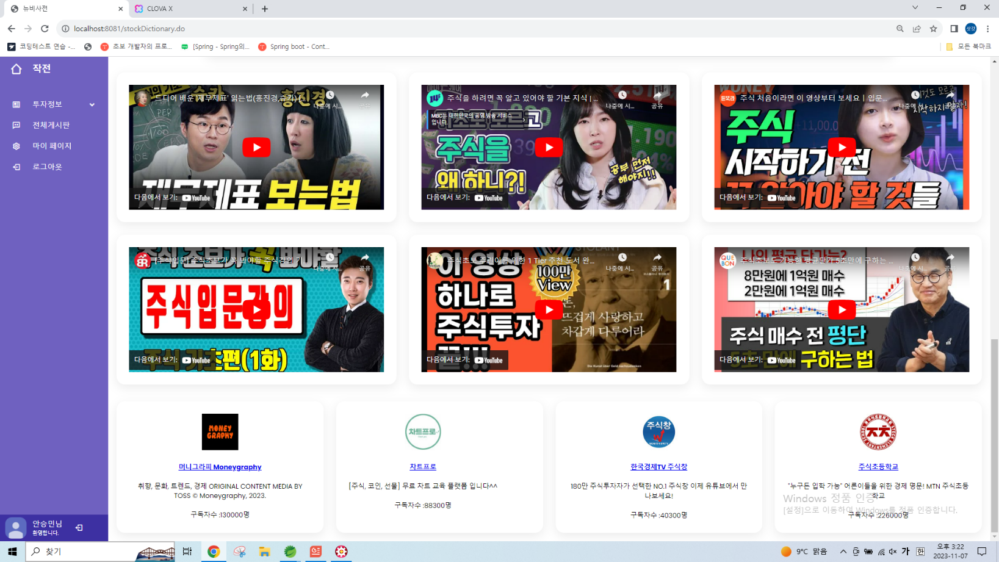 뉴비사전
CLOVA X
localhost:8081/stockDictionary.do
코딩테스트 연습 -...
초보 개발자의 프로...
[Spring - Spring의...
Spring boot - Cont...
모든 북마크
작전
투자정보
전체게시판
마이 페이지
로그아웃
안승민님
환영합니다.
드디어 배운 '재무제표' 읽는법(홍진경,슈카) [...
나중에 시...
공유
재무제표 보는법
다음에서 보기: YouTube
주식을 하려면 꼭 알고 있어야 할 기본 지식 | ...
나중에 시...
공유
MBC는 대한민국의 공영 방송 서비스
입니다.
기초도 모르고
주식을
왜 하니?!
공부 먼저
해야지!!
다음에서 보기: YouTube
주식 처음이라면 이 영상부터 보세요ㅣ입문...
나중에 시...
공유
주식
시작하기 전
꼭 알아야 할 것들
다음에서 보기: YouTube
[주식입문] 주식초보가 꼭 봐야할 주식강의 기...
나중에 시...
공유
주식입문강의
주식 기초편(1화)
다음에서 보기: YouTube
주식초보 주린이를 위한 1 Tier 추천 도서 완...
나중에 시...
공유
이 영상
하나로
주식투자
끝!!!
100만
View
돈,
뜨겁게 사랑하고
차갑게 다루어라
Die Kunst über Geld nachzudenken
다음에서 보기: YouTube
QUE
BON
주식초보도 가능한 평균단가 5초만에 구하는 ...
나중에 시...
공유
나의 평균 단가는?
8만원에 1억원 매수
2만원에 1억원 매수
주식 매수 전 평단
5초 만에 구하는 법
다음에서 보기: YouTube
MONEY
GRAPHY
머니그라피 Moneygraphy
취향, 문화, 트렌드, 경제 ORIGINAL CONTENT MEDIA BY
TOSS © Moneygraphy, 2023.
구독자수 :130000명
차트프로
차트프로
[주식, 코인, 선물] 무료 차트 교육 플랫폼 입니다^^
구독자수 :88300명
주식창
한국경제TV 주식창
180만 주식투자자가 선택한 NO.1 주식창 이제 유튜브에서 만
나보세요!
구독자수 :40300명
ㅈㅊ
주식초등학교
"누구든 입학 가능" 어른이들을 위한 경제 명문! MTN 주식초등
학교
구독자수 :226000명
Windows 정품 인증
[설정]으로 이동하여 Windows를 정품 인증합니다.
찾기
9°C 맑음
가
한
오후 3:22
2023-11-07